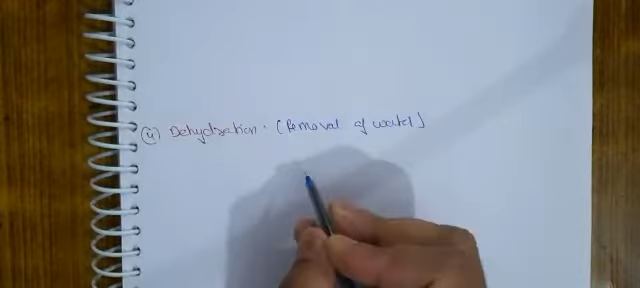 (ii) Dehydration. (Removal of water)